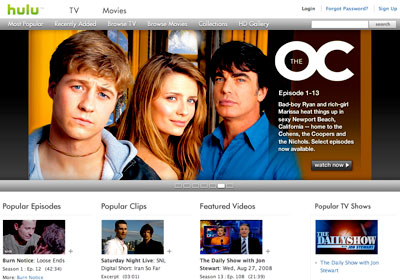 hulu TV Movies Login Forgot Password? Sign Up
Most Popular Recently Added Browse TV Browse Movies Collections HD Gallery search
THE OC
Episode 1-13
Bad-boy Ryan and rich-girl
Marissa heat things up in
sexy Newport Beach,
California -- home to the
Cohens, the Coopers and
the Nichols. Select episodes
now available.
watch now
Popular Episodes
Burn Notice: Loose Ends
Season 1 : Ep. 12 (42:34)
More: Burn Notice
Popular Clips
Saturday Night Live: SNL
Digital Short: Iran So Far
Excerpt (03:01)
Featured Videos
The Daily Show with Jon
Stewart: Wed, Aug 27, 2008
Season 13 : Ep. 108 (21:39)
Popular TV Shows
THE DAILY SHOW
WITH JON STEWART
The Daily Show with Jon
Stewart